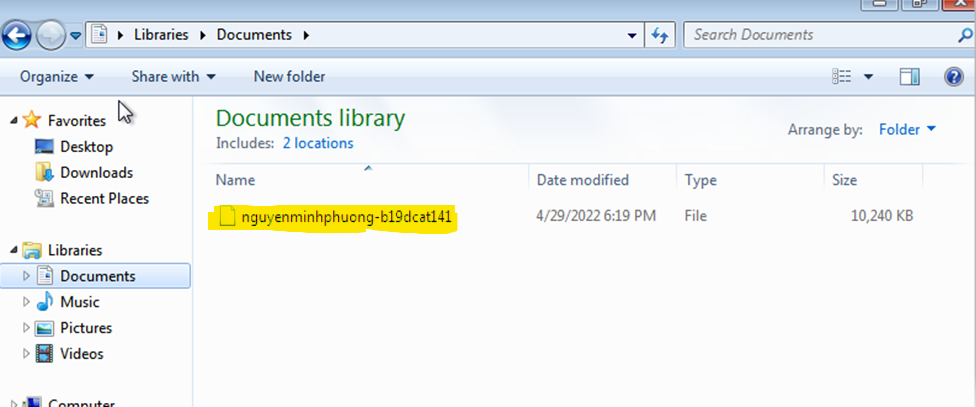 Libraries Documents Search Documents
Organize Share with New folder
Favorites
Desktop
Downloads
Recent Places
Libraries
Documents
Music
Pictures
Videos
Computer
Documents library
Includes: 2 locations
Arrange by: Folder
Name Date modified Type Size
nguyenminhphuong-b19dcat141 4/29/2022 6:19 PM File 10,240 KB